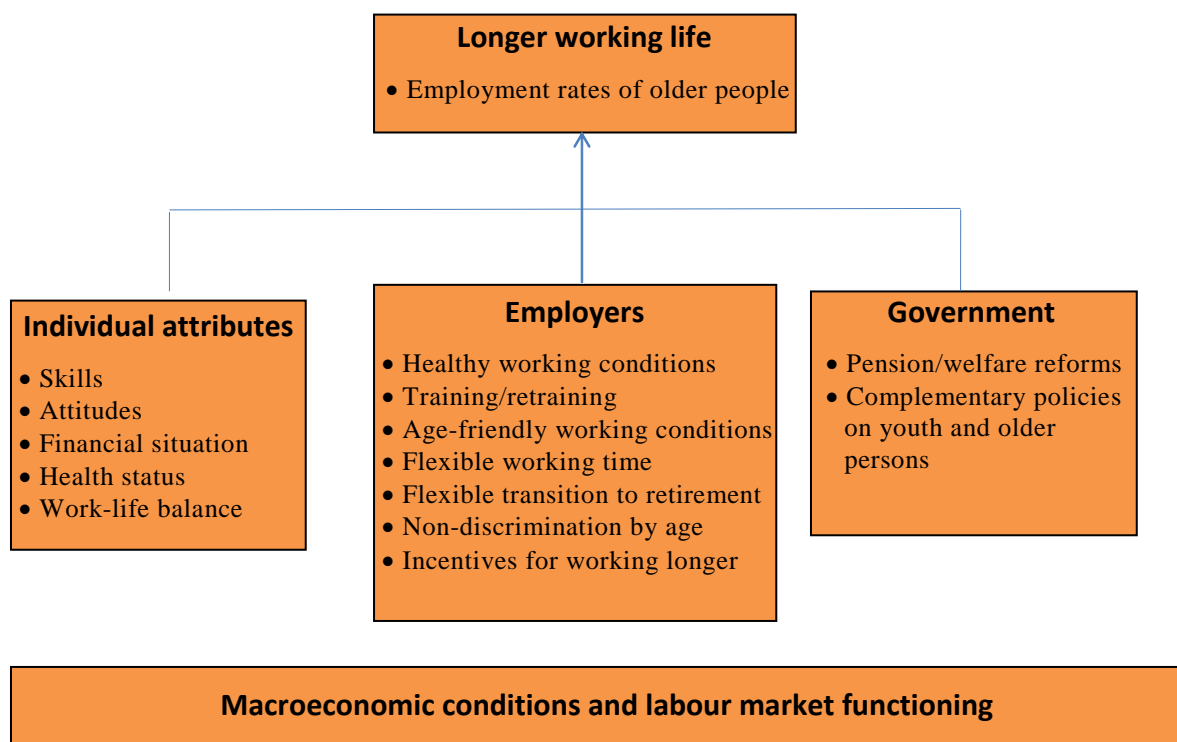 Longer working life
• Employment rates of older people
Individual attributes
• Skills
• Attitudes
• Financial situation
• Health status
• Work-life balance
Employers
• Healthy working conditions
• Training/retraining
• Age-friendly working conditions
• Flexible working time
• Flexible transition to retirement
• Non-discrimination by age
• Incentives for working longer
Government
• Pension/welfare reforms
• Complementary policies
on youth and older
persons
Macroeconomic conditions and labour market functioning